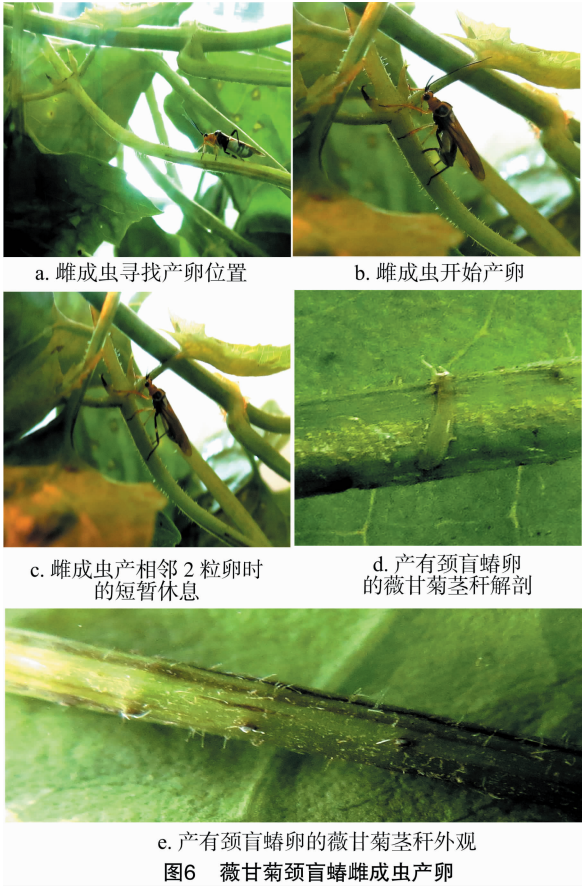 a. 雌成虫寻找产卵位置
b. 雌成虫开始产卵
c. 雌成虫产相邻2粒卵时
的短暂休息
d. 产有颈盲蝽卵
的薇甘菊茎秆解剖
e. 产有颈盲蝽卵的薇甘菊茎秆外观
图6 薇甘菊颈盲蝽雌成虫产卵